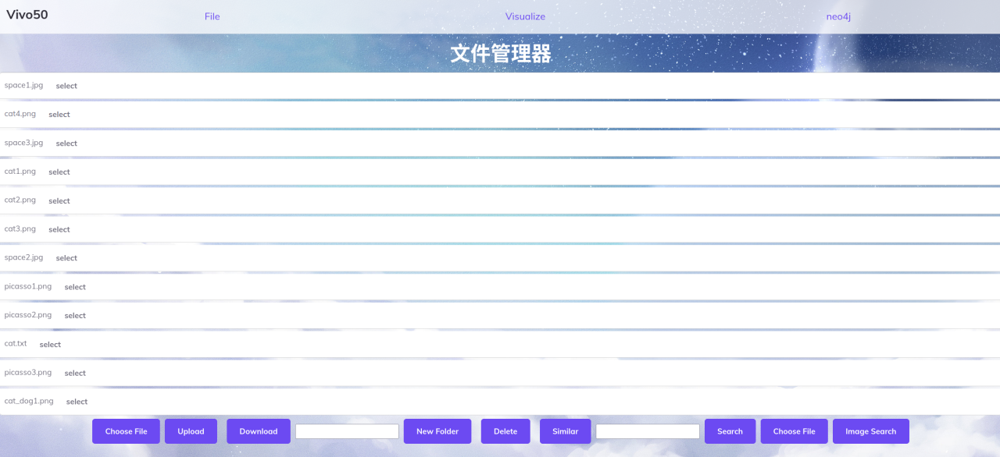 Vivo50 File Visualize neo4j
文件管理器
space1.jpg select
cat4.png select
space3.jpg select
cat1.png select
cat2.png select
cat3.png select
space2.jpg select
picasso1.png select
picasso2.png select
cat.txt select
picasso3.png select
cat_dog1.png select
Choose File Upload Download New Folder Delete Similar Search Choose File Image Search